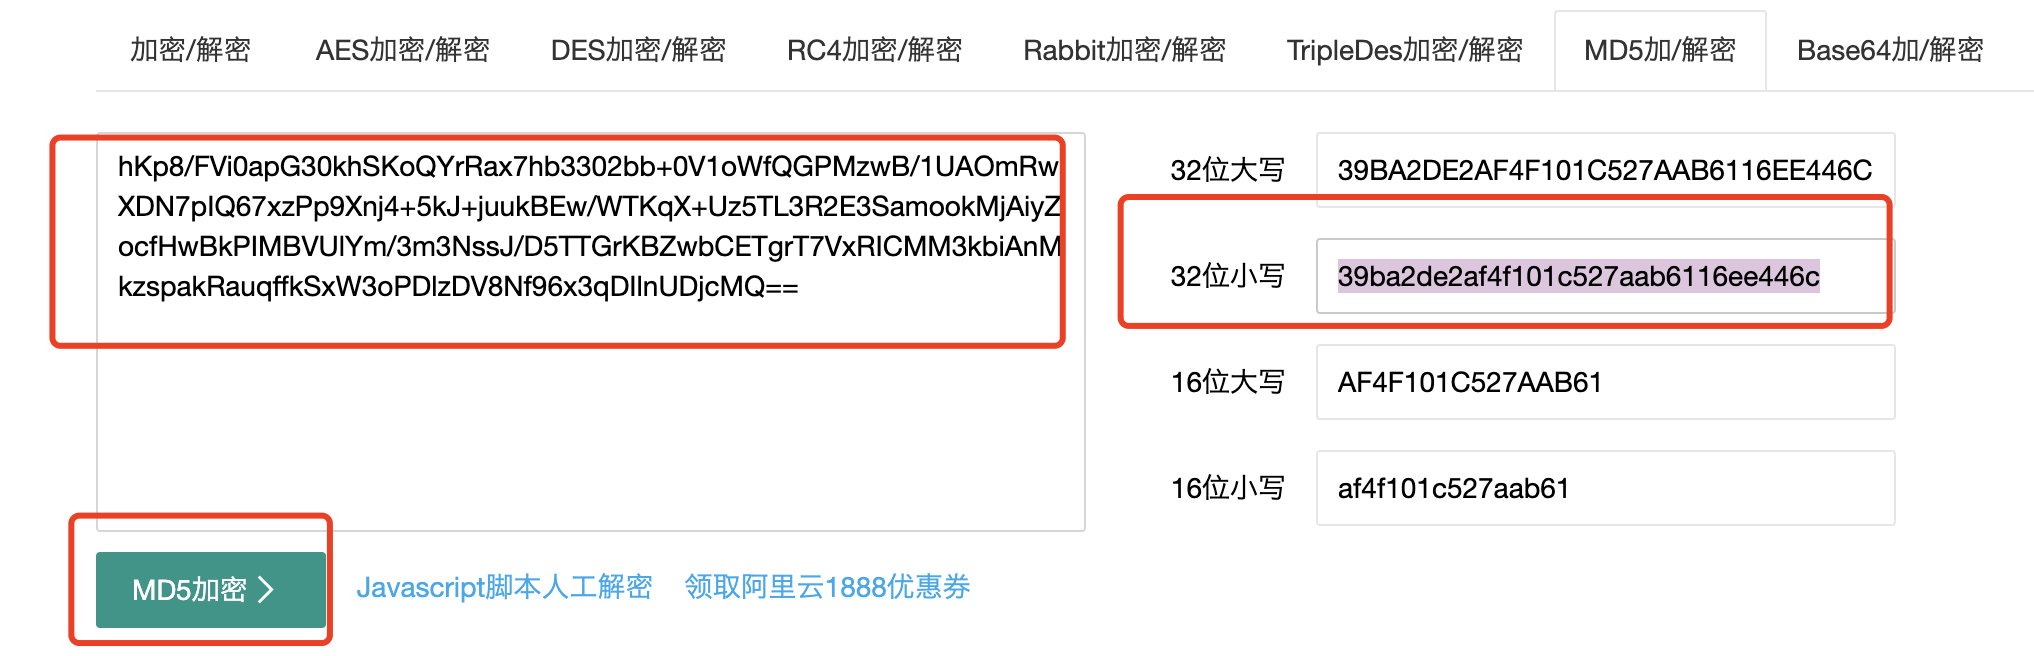 加密/解密
AES加密/解密
DES加密/解密
RC4加密/解密
Rabbit加密/解密
TripleDes加密/解密
MD5加/解密
Base64加/解密
hKp8/FVi0apG30khSKoQYrRax7hb3302bb+0V1oWfQGPMzwB/1UAOmRw
XDN7pIQ67xzPp9Xnj4+5kJ+juukBEw/WTKqX+Uz5TL3R2E3SamookMjAiyZ
ocfHwBkPIMBVUlYm/3m3NssJ/D5TTGrKBZwbCETgrT7VxRICMM3kbiAnM
kzspakRauqffkSxW3oPDlzDV8Nf96x3qDIlnUDjcMQ==
32位大写
39BA2DE2AF4F101C527AAB6116EE446C
32位小写
39ba2de2af4f101c527aab6116ee446c
16位大写
AF4F101C527AAB61
16位小写
af4f101c527aab61
MD5加密 >
Javascript脚本人工解密
领取阿里云1888优惠券